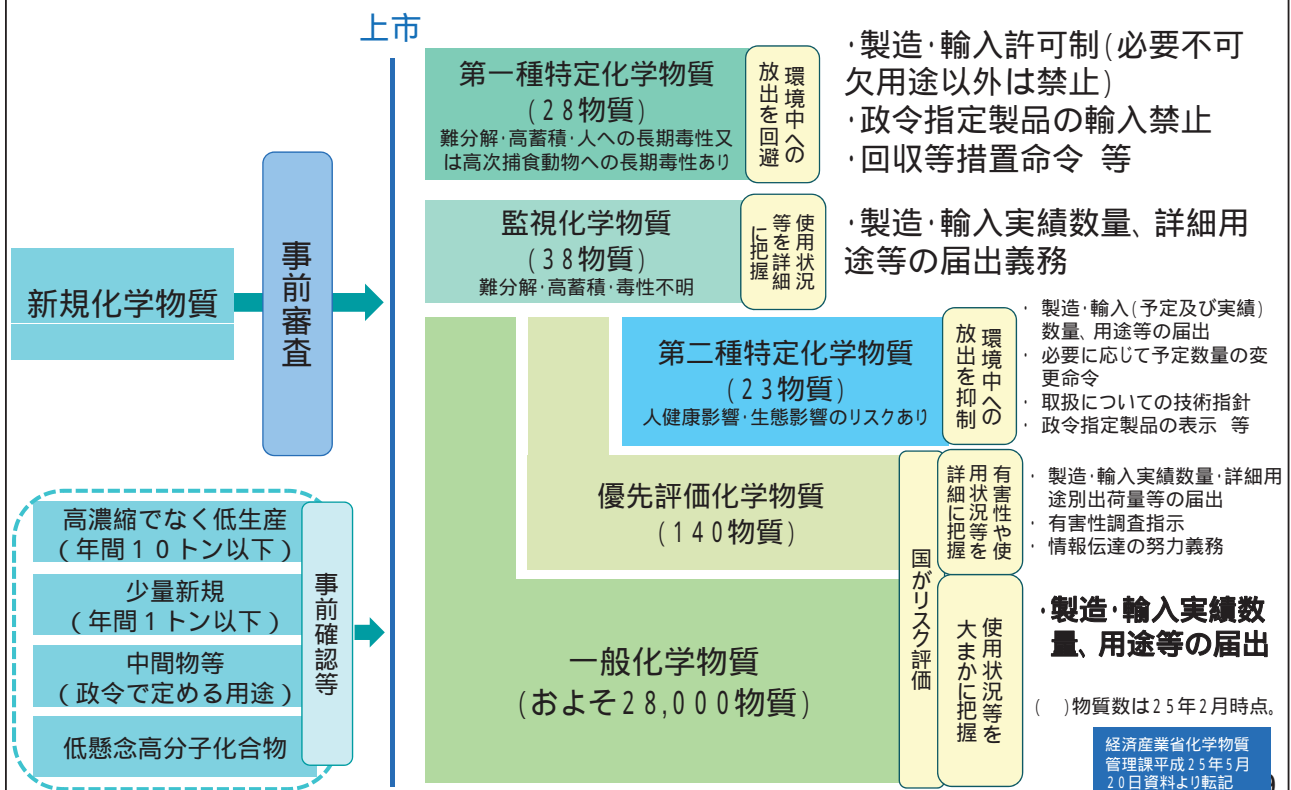 上市
新規化学物質
事前審査
高濃縮でなく低生産
(年間10トン以下)
少量新規
(年間1トン以下)
中間物等
(政令で定める用途)
低懸念高分子化合物
事前確認等
第一種特定化学物質
(28物質)
難分解･高蓄積･人への長期毒性又
は高次捕食動物への長期毒性あり
環境中への
放出を回避
･製造･輸入許可制(必要不可
欠用途以外は禁止)
･政令指定製品の輸入禁止
･回収等措置命令 等
監視化学物質
(38物質)
難分解･高蓄積･毒性不明
使用状況
等を詳細
に把握
･製造･輸入実績数量、詳細用
途等の届出義務
第二種特定化学物質
(23物質)
人健康影響･生態影響のリスクあり
環境中への
放出を抑制
･ 製造･輸入(予定及び実績)
数量、用途等の届出
･ 必要に応じて予定数量の変
更命令
･ 取扱についての技術指針
･ 政令指定製品の表示 等
優先評価化学物質
(140物質)
有害性や使
用状況等を
詳細に把握
･ 製造･輸入実績数量･詳細用
途別出荷量等の届出
･ 有害性調査指示
･ 情報伝達の努力義務
国がリスク評価
一般化学物質
(およそ28,000物質)
使用状況等を
大まかに把握
･製造･輸入実績数
量、用途等の届出
( )物質数は25年2月時点。
経済産業省化学物質
管理課平成25年5月
20日資料より転記
9